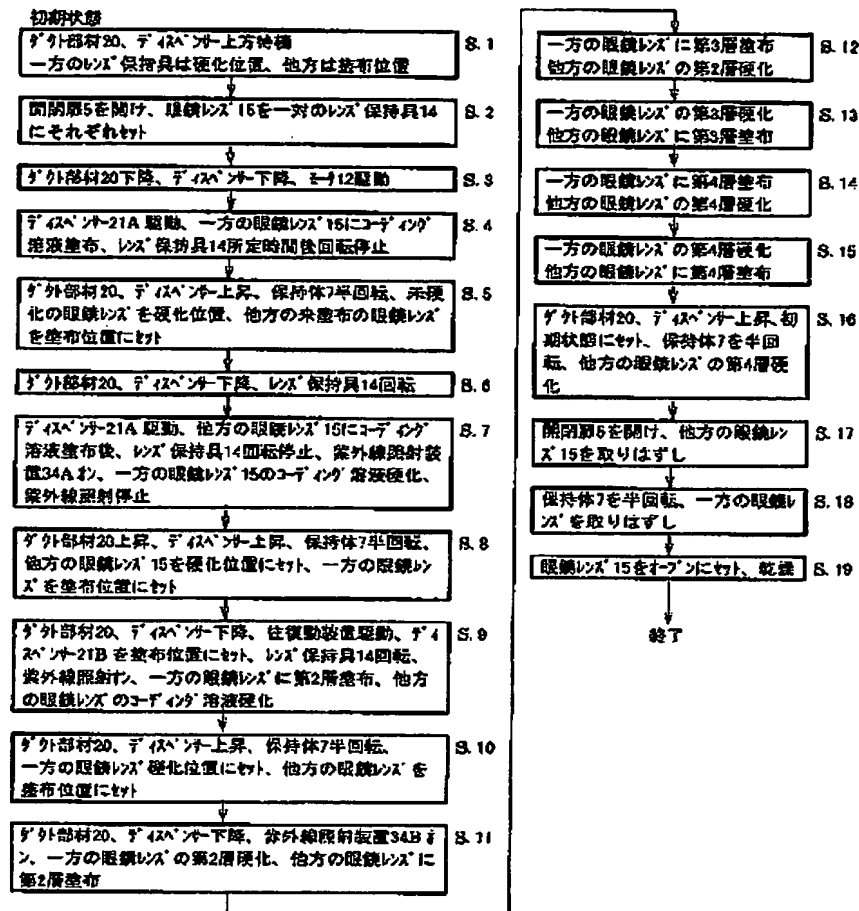 初期状態
ダクト部材20、ディスペンサー上方待機
一方のレンズ保持具は硬化位置、他方は塗布位置
S. 1
開閉扉5を開け、眼鏡レンズ15を一対のレンズ保持具14
にそれぞれセット
S. 2
ダクト部材20下降、ディスペンサー下降、モータ12駆動
S. 3
ディスペンサー21A駆動、一方の眼鏡レンズ15にコーディング
溶液塗布、レンズ保持具14所定時間後回転停止
S. 4
ダクト部材20、ディスペンサー上昇、保持体7半回転、未硬
化の眼鏡レンズを硬化位置、他方の未塗布の眼鏡レンズ
を塗布位置にセット
S. 5
ダクト部材20、ディスペンサー下降、レンズ保持具14回転
S. 6
ディスペンサー21A駆動、他方の眼鏡レンズ15にコーディング
溶液塗布後、レンズ保持具14回転停止、紫外線照射装
置34Aオン、一方の眼鏡レンズ15のコーディング溶液硬化、
紫外線照射停止
S. 7
ダクト部材20上昇、ディスペンサー上昇、保持体7半回転、
他方の眼鏡レンズ15を硬化位置にセット、一方の眼鏡レン
ズを塗布位置にセット
S. 8
ダクト部材20、ディスペンサー下降、往復動装置駆動、ディ
スペンサー21Bを塗布位置にセット、レンズ保持具14回転、
紫外線照射オン、一方の眼鏡レンズに第2層塗布、他方
の眼鏡レンズのコーディング溶液硬化
S. 9
ダクト部材20、ディスペンサー上昇、保持体7半回転、
一方の眼鏡レンズ硬化位置にセット、他方の眼鏡レンズを
塗布位置にセット
S. 10
ダクト部材20、ディスペンサー下降、紫外線照射装置34Bオ
ン、一方の眼鏡レンズの第2層硬化、他方の眼鏡レンズに
第2層塗布
S. 11
一方の眼鏡レンズに第3層塗布
他方の眼鏡レンズの第2層硬化
S. 12
一方の眼鏡レンズの第3層硬化
他方の眼鏡レンズに第3層塗布
S. 13
一方の眼鏡レンズに第4層塗布
他方の眼鏡レンズの第4層硬化
S. 14
一方の眼鏡レンズの第4層硬化
他方の眼鏡レンズに第4層塗布
S. 15
ダクト部材20、ディスペンサー上昇、初
期状態にセット、保持体7を半回
転、他方の眼鏡レンズの第4層硬
化
S. 16
開閉扉5を開け、他方の眼鏡レン
ズ15を取りはずし
S. 17
保持体7を半回転、一方の眼鏡レ
ンズを取りはずし
S. 18
眼鏡レンズ15をオーブンにセット、乾燥
S. 19
終了